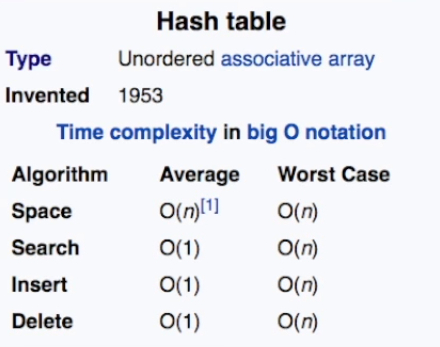 Hash table
Type Unordered associative array
Invented 1953
Time complexity in big O notation
Algorithm Average Worst Case
Space O(n)[1] O(n)
Search O(1) O(n)
Insert O(1) O(n)
Delete O(1) O(n)